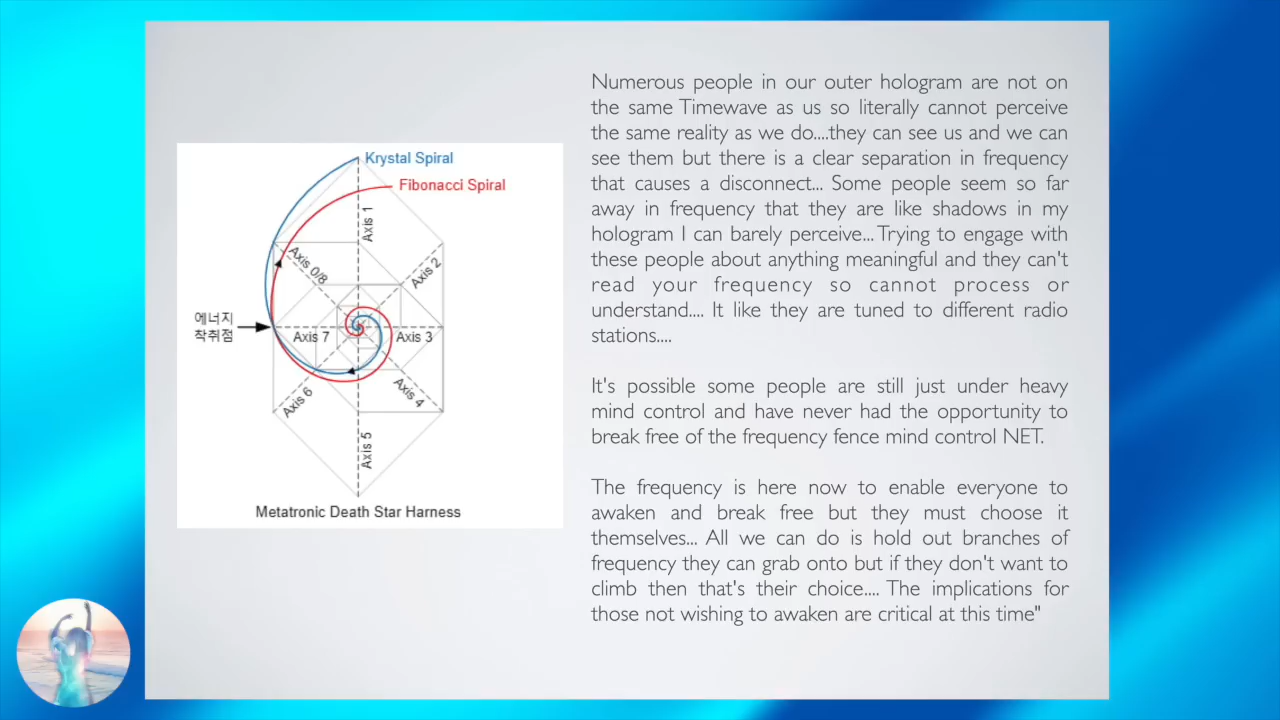 Krystal Spiral
Fibonacci Spiral
Axis 1
Axis 0/8
Axis 2
에너지
착취점
Axis 7
Axis 3
Axis 6
Axis 4
Axis 5
Metatronic Death Star Harness
Numerous people in our outer hologram are not on
the same Timewave as us so literally cannot perceive
the same reality as we do....they can see us and we can
see them but there is a clear separation in frequency
that causes a disconnect... Some people seem so far
away in frequency that they are like shadows in my
hologram I can barely perceive... Trying to engage with
these people about anything meaningful and they can't
read your frequency so cannot process or
understand.... It like they are tuned to different radio
stations....
It's possible some people are still just under heavy
mind control and have never had the opportunity to
break free of the frequency fence mind control NET.
The frequency is here now to enable everyone to
awaken and break free but they must choose it
themselves... All we can do is hold out branches of
frequency they can grab onto but if they don't want to
climb then that's their choice.... The implications for
those not wishing to awaken are critical at this time"